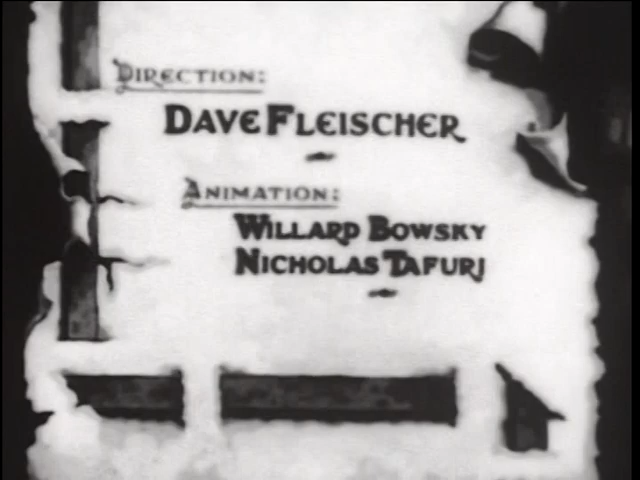 DIRECTION:
DAVE FLEISCHER
ANIMATION:
WILLARD BOWSKY
NICHOLAS TAFURI